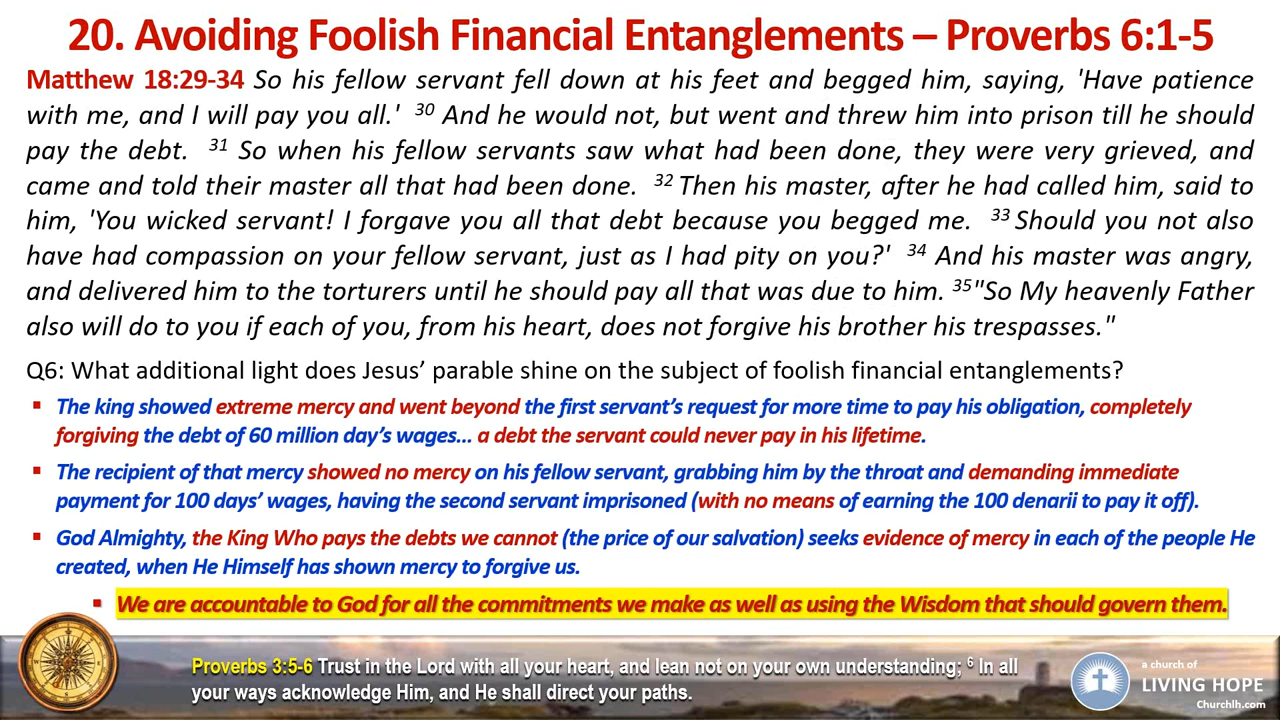 20. Avoiding Foolish Financial Entanglements – Proverbs 6:1-5
Matthew 18:29-34 So his fellow servant fell down at his feet and begged him, saying, 'Have patience
with me, and I will pay you all.' 30 And he would not, but went and threw him into prison till he should
pay the debt. 31 So when his fellow servants saw what had been done, they were very grieved, and
came and told their master all that had been done. 32 Then his master, after he had called him, said to
him, 'You wicked servant! I forgave you all that debt because you begged me. 33 Should you not also
have had compassion on your fellow servant, just as I had pity on you?' 34 And his master was angry,
and delivered him to the torturers until he should pay all that was due to him. 35"So My heavenly Father
also will do to you if each of you, from his heart, does not forgive his brother his trespasses."
Q6: What additional light does Jesus’ parable shine on the subject of foolish financial entanglements?
▪ The king showed extreme mercy and went beyond the first servant’s request for more time to pay his obligation, completely
forgiving the debt of 60 million day’s wages… a debt the servant could never pay in his lifetime.
▪ The recipient of that mercy showed no mercy on his fellow servant, grabbing him by the throat and demanding immediate
payment for 100 days’ wages, having the second servant imprisoned (with no means of earning the 100 denarii to pay it off).
▪ God Almighty, the King Who pays the debts we cannot (the price of our salvation) seeks evidence of mercy in each of the people He
created, when He Himself has shown mercy to forgive us.
▪ We are accountable to God for all the commitments we make as well as using the Wisdom that should govern them.
Proverbs 3:5-6 Trust in the Lord with all your heart, and lean not on your own understanding; 6 In all
your ways acknowledge Him, and He shall direct your paths.
a church of
LIVING HOPE
Churchlh.com